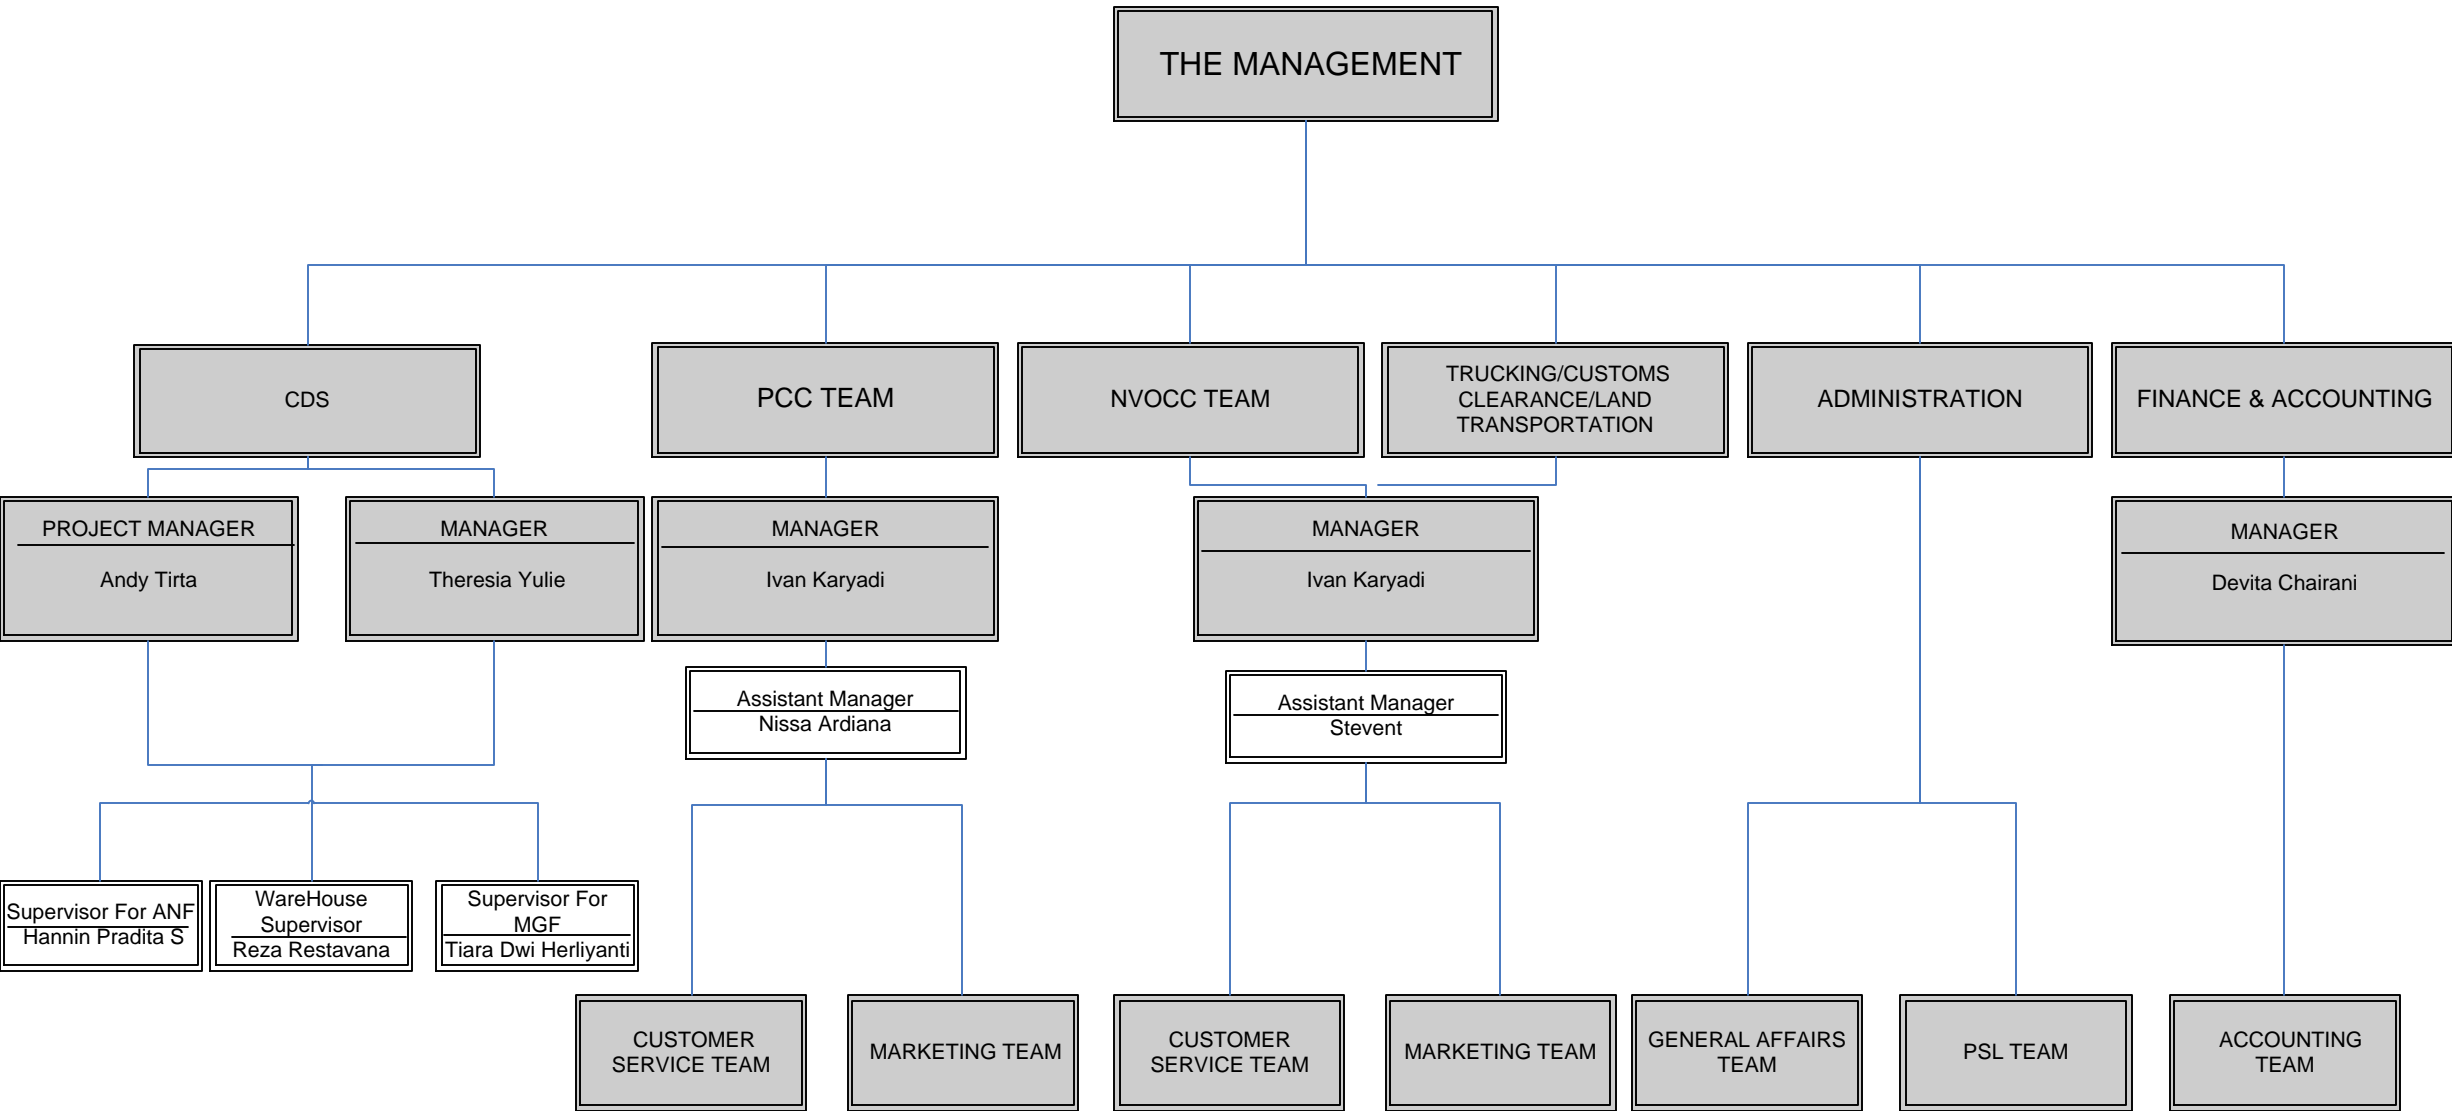 THE MANAGEMENT
CDS
PCC TEAM
NVOCC TEAM
TRUCKING/CUSTOMS
CLEARANCE/LAND
TRANSPORTATION
ADMINISTRATION
FINANCE & ACCOUNTING
PROJECT MANAGER
Andy Tirta
MANAGER
Theresia Yulie
MANAGER
Ivan Karyadi
MANAGER
Ivan Karyadi
MANAGER
Devita Chairani
Assistant Manager
Nissa Ardiana
Assistant Manager
Stevent
Supervisor For ANF
Hannin Pradita S
WareHouse
Supervisor
Reza Restavana
Supervisor For
MGF
Tiara Dwi Herliyanti
CUSTOMER
SERVICE TEAM
MARKETING TEAM
CUSTOMER
SERVICE TEAM
MARKETING TEAM
GENERAL AFFAIRS
TEAM
PSL TEAM
ACCOUNTING
TEAM